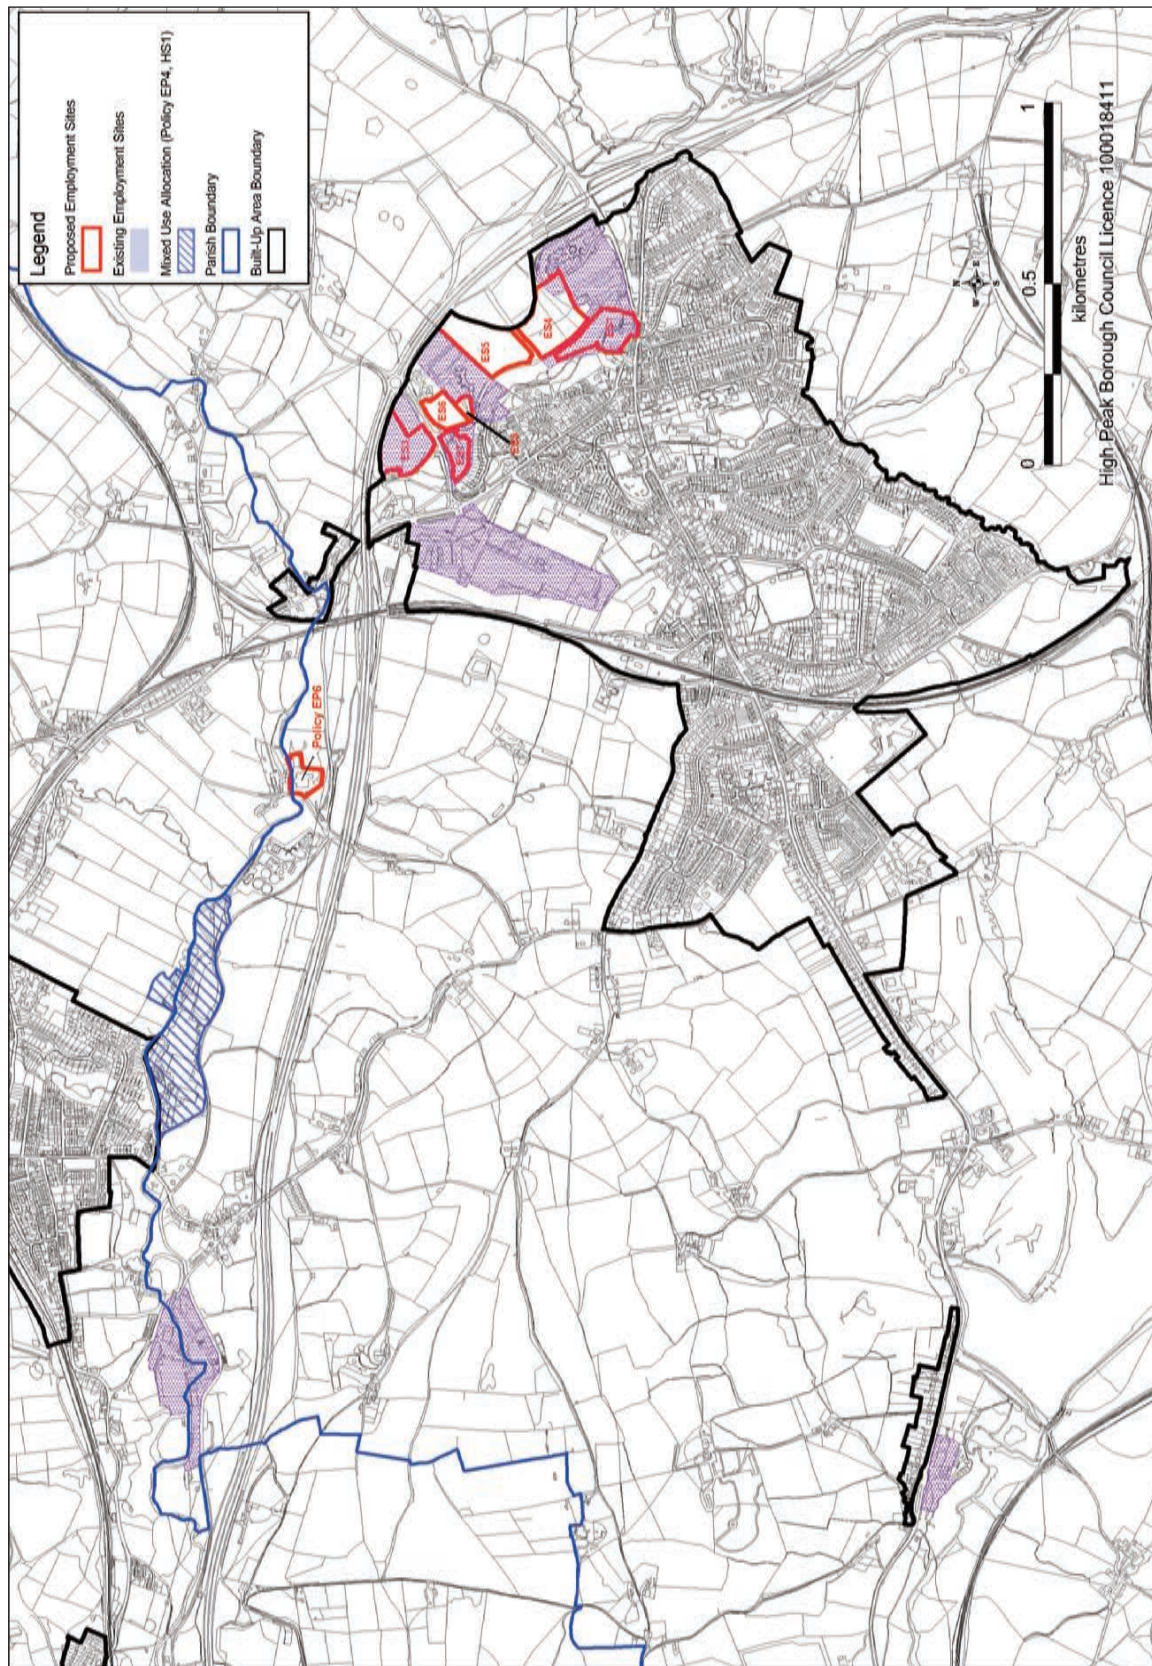 Legend
Proposed Employment Sites
Existing Employment Sites
Mixed Use Allocation (Policy EP4, HS1)
Parish Boundary
Built-Up Area Boundary
ES5
ES4
ES6
Policy EP6
N
W
E
S
0
0.5
1
kilometres
High Peak Borough Council Licence 100018411